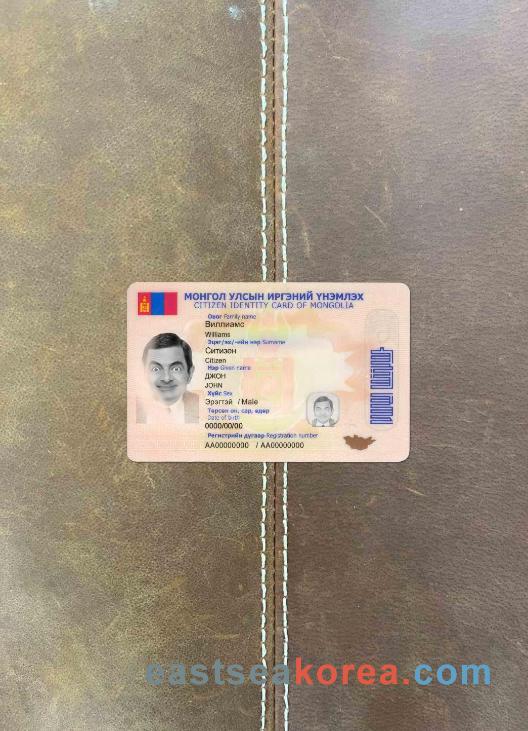 МОНГОЛ УЛСЫН ИРГЭНИЙ ҮНЭМЛЭХ
CITIZEN IDENTITY CARD OF MONGOLIA
Овог Family name
Виллиамс
Williams
Эцэг/эх/-ийн нэр Surname
Ситизэн
Citizen
Нэр Given name
ДЖОН
JOHN
Хүйс Sex
Эрэгтэй / Male
Төрсөн он, сар, өдөр
Date of birth
0000/00/00
Регистрийн дугаар Registration number
AA00000000 / AA00000000
eastseakorea.com